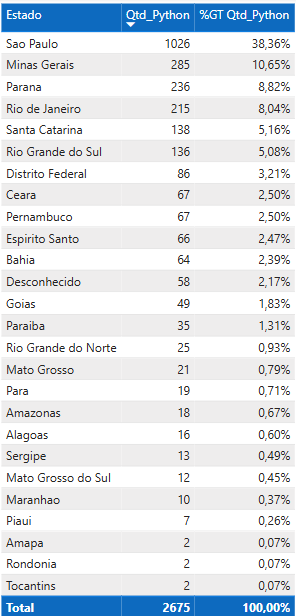 Estado Qtd_Python %GT Qtd_Python
Sao Paulo 1026 38,36%
Minas Gerais 285 10,65%
Parana 236 8,82%
Rio de Janeiro 215 8,04%
Santa Catarina 138 5,16%
Rio Grande do Sul 136 5,08%
Distrito Federal 86 3,21%
Ceara 67 2,50%
Pernambuco 67 2,50%
Espirito Santo 66 2,47%
Bahia 64 2,39%
Desconhecido 58 2,17%
Goias 49 1,83%
Paraiba 35 1,31%
Rio Grande do Norte 25 0,93%
Mato Grosso 21 0,79%
Para 19 0,71%
Amazonas 18 0,67%
Alagoas 16 0,60%
Sergipe 13 0,49%
Mato Grosso do Sul 12 0,45%
Maranhao 10 0,37%
Piaui 7 0,26%
Amapa 2 0,07%
Rondonia 2 0,07%
Tocantins 2 0,07%
Total 2675 100,00%